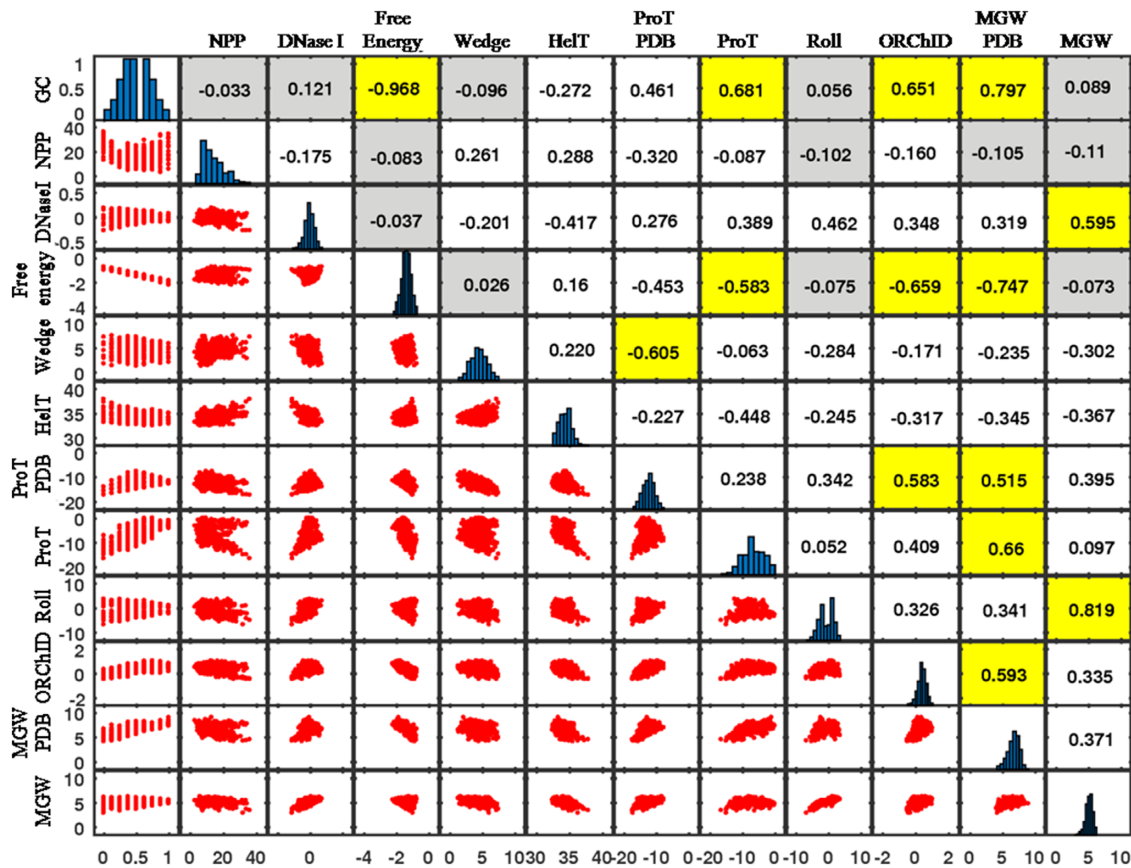 Free ProT MGW
NPP DNase I Energy Wedge HelT PDB ProT Roll ORChID PDB MGW
GC 1 0.5 0 -0.033 0.121 -0.968 -0.096 -0.272 0.461 0.681 0.056 0.651 0.797 0.089
NPP 40 20 0 -0.175 -0.083 0.261 0.288 -0.320 -0.087 -0.102 -0.160 -0.105 -0.11
DNaseI 0.5 0 -0.5 -0.037 -0.201 -0.417 0.276 0.389 0.462 0.348 0.319 0.595
Free energy 0 -2 -4 0.026 0.16 -0.453 -0.583 -0.075 -0.659 -0.747 -0.073
Wedge 10 5 0 0.220 -0.605 -0.063 -0.284 -0.171 -0.235 -0.302
HelT 40 35 30 -0.227 -0.448 -0.245 -0.317 -0.345 -0.367
ProT PDB 0 -10 -20 0.238 0.342 0.583 0.515 0.395
ProT 0 -10 -20 0.052 0.409 0.66 0.097
Roll 10 0 -10 0.326 0.341 0.819
ORChID 2 0 -2 0.593 0.335
MGW PDB 10 5 0 0.371
MGW 10 5 0
0 0.5 1 0 20 40 0 -4 -2 0 0 5 10 30 35 40 -20 -10 0 -20 -10 0 -10 0 10 -2 0 2 0 5 10 0 5 10